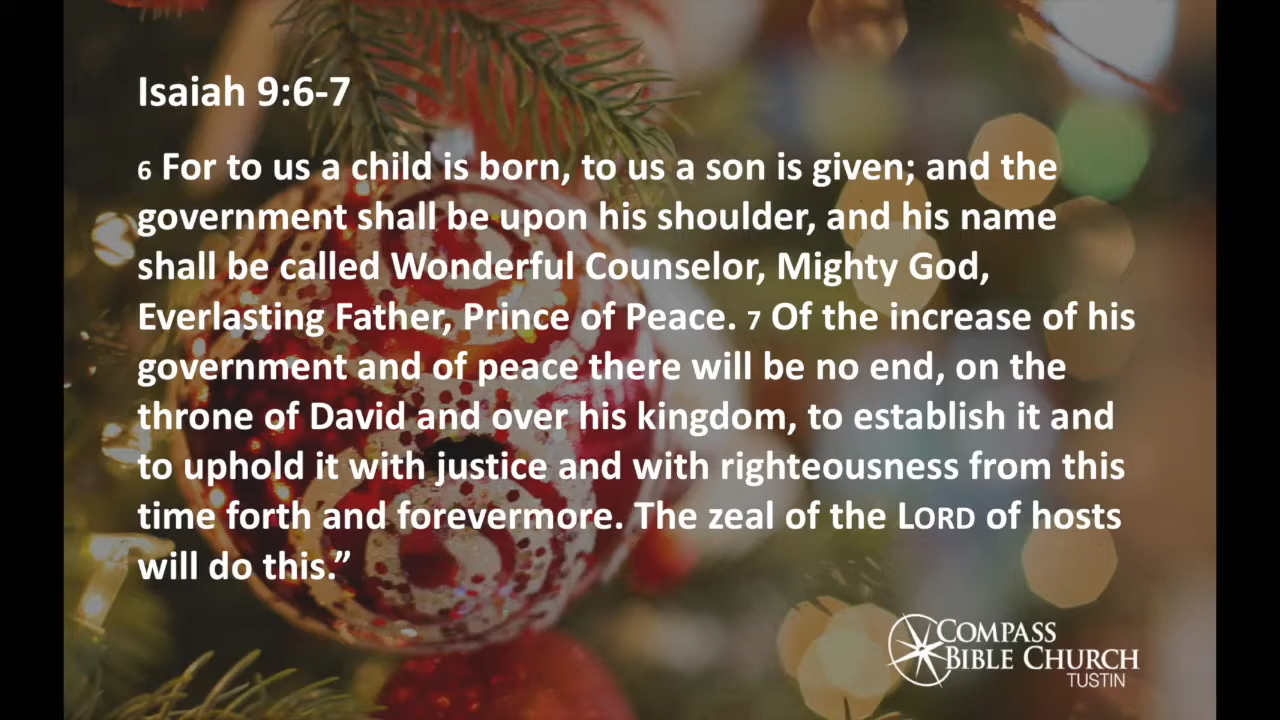 Isaiah 9:6-7
6 For to us a child is born, to us a son is given; and the
government shall be upon his shoulder, and his name
shall be called Wonderful Counselor, Mighty God,
Everlasting Father, Prince of Peace. 7 Of the increase of his
government and of peace there will be no end, on the
throne of David and over his kingdom, to establish it and
to uphold it with justice and with righteousness from this
time forth and forevermore. The zeal of the LORD of hosts
will do this.”
COMPASS
BIBLE CHURCH
TUSTIN